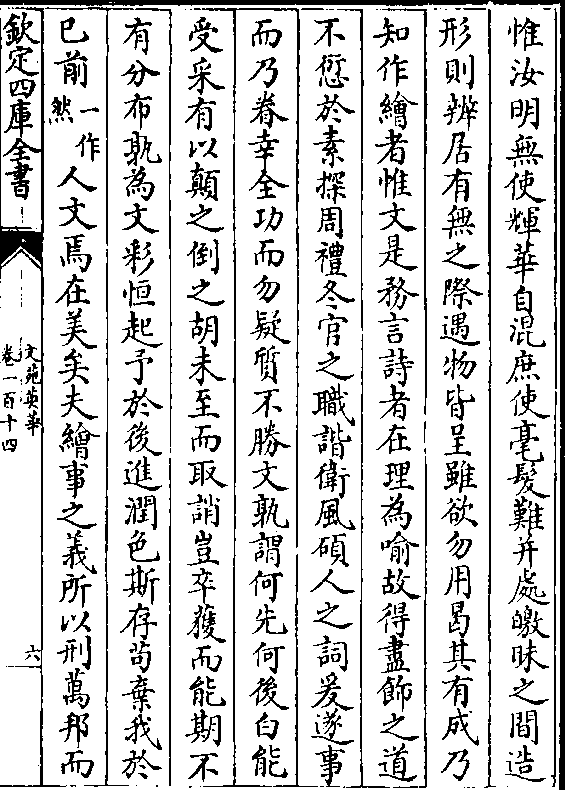 惟汝明無使輝華自混庶使毫髮難并處皦昧之間造
形則辨居有無之際遇物皆呈雖欲勿用曷其有成乃
知作繪者惟文是務言詩者在理為喻故得盡飾之道
不愆於素探周禮冬官之職諧衛風碩人之詞爰遂事
而乃眷幸全功而勿疑質不勝文孰謂何先何後白能
受采有以顛之倒之胡未至而取誚豈卒獲而能期不
有分布孰為文彩恒起予於後進潤色斯存苟棄我於
已前一作然人文焉在美矣夫繪事之義所以刑萬邦而
欽定四庫全書
文苑英華
卷一百十四
六